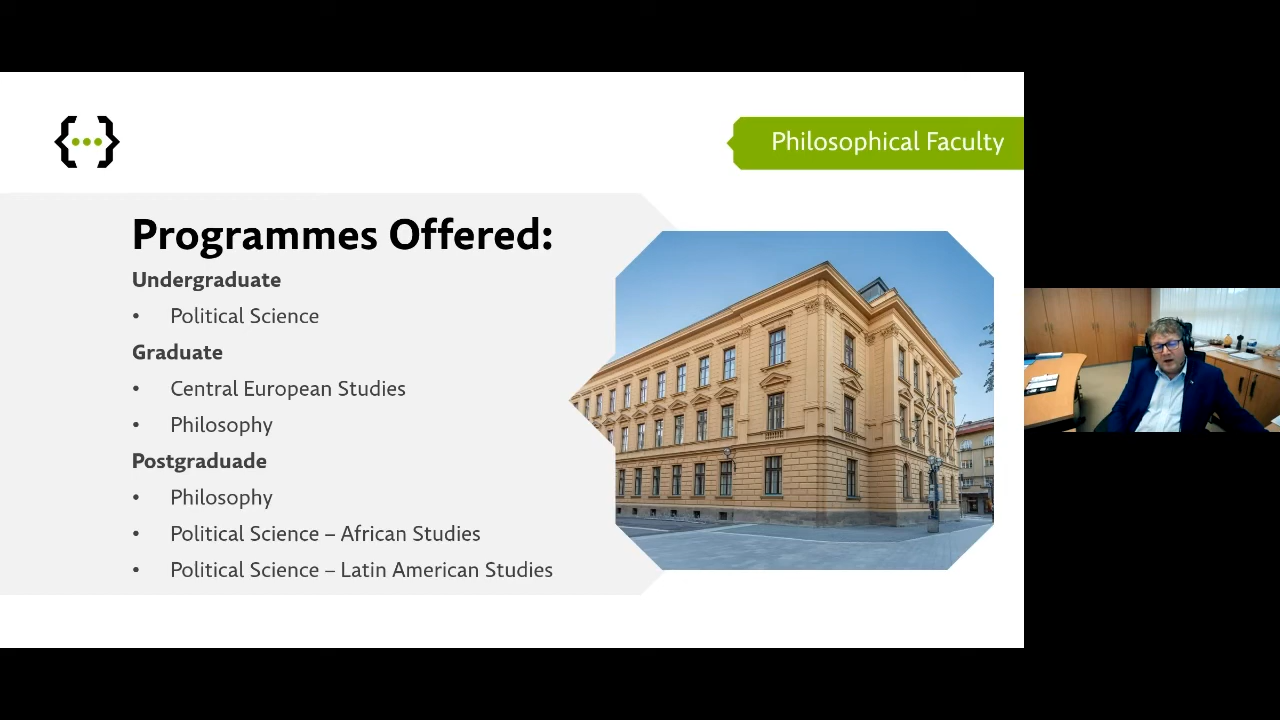 Philosophical Faculty
Programmes Offered:
Undergraduate
• Political Science
Graduate
• Central European Studies
• Philosophy
Postgraduade
• Philosophy
• Political Science – African Studies
• Political Science – Latin American Studies